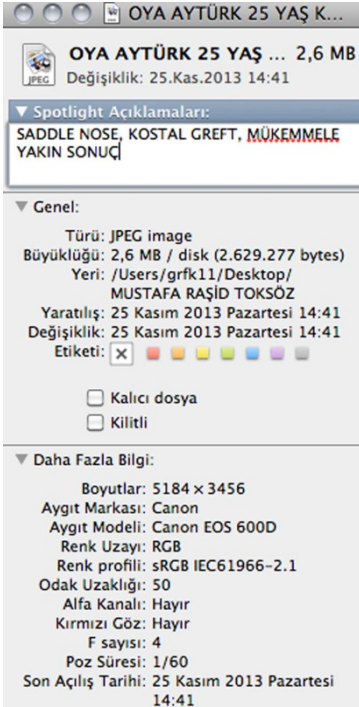 OYA AYTÜRK 25 YAŞ K...
OYA AYTÜRK 25 YAŞ ... 2,6 MB
JPEG
Değişiklik: 25.Kas.2013 14:41
Spotlight Açıklamaları:
SADDLE NOSE, KOSTAL GREFT, MÜKEMMELE
YAKIN SONUÇ
Genel:
Türü: JPEG image
Büyüklüğü: 2,6 MB / disk (2.629.277 bytes)
Yeri: /Users/grfk11/Desktop/
MUSTAFA RAŞİD TOKSÖZ
Yaratılış: 25 Kasım 2013 Pazartesi 14:41
Değişiklik: 25 Kasım 2013 Pazartesi 14:41
Etiketi:
Kalıcı dosya
Kilitli
Daha Fazla Bilgi:
Boyutlar: 5184 × 3456
Aygıt Markası: Canon
Aygıt Modeli: Canon EOS 600D
Renk Uzayı: RGB
Renk profili: sRGB IEC61966-2.1
Odak Uzaklığı: 50
Alfa Kanalı: Hayır
Kırmızı Göz: Hayır
F sayısı: 4
Poz Süresi: 1/60
Son Açılış Tarihi: 25 Kasım 2013 Pazartesi
14:41